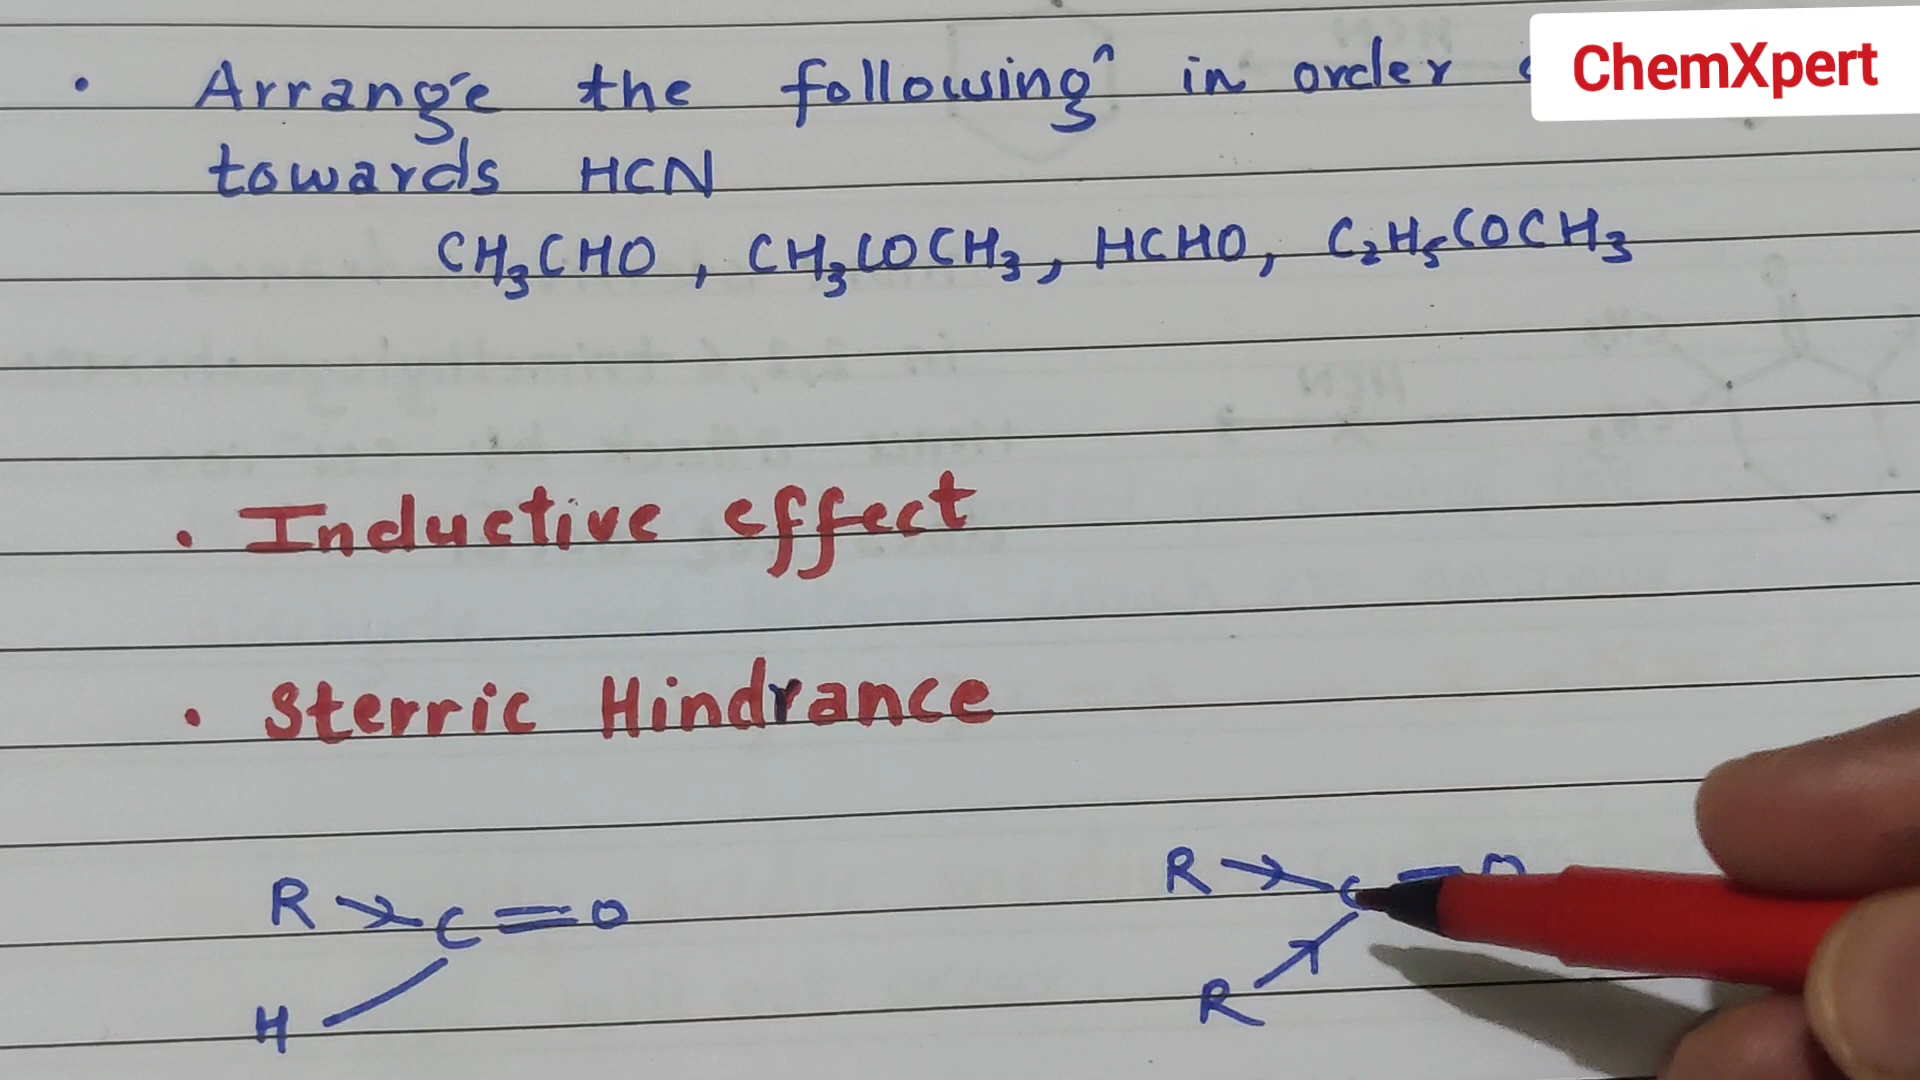 • Arrange the following^ in order
ChemXpert
towards HCN
CH₃CHO, CH₃COCH₃, HCHO, C₂H₅COCH₃
• Inductive effect
• Sterric Hindrance
R C = O
H
R C = O
R